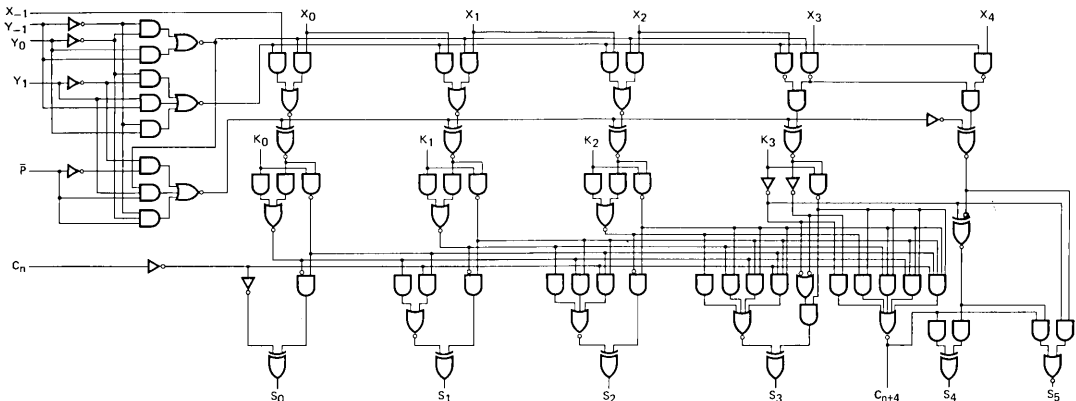 X₋₁
X₀ X₁ X₂ X₃ X₄
Y₋₁
Y₀
Y₁
K₀ K₁ K₂ K₃
P̄
Cₙ
S₀ S₁ S₂ S₃ Cₙ₊₄ S₄ S₅